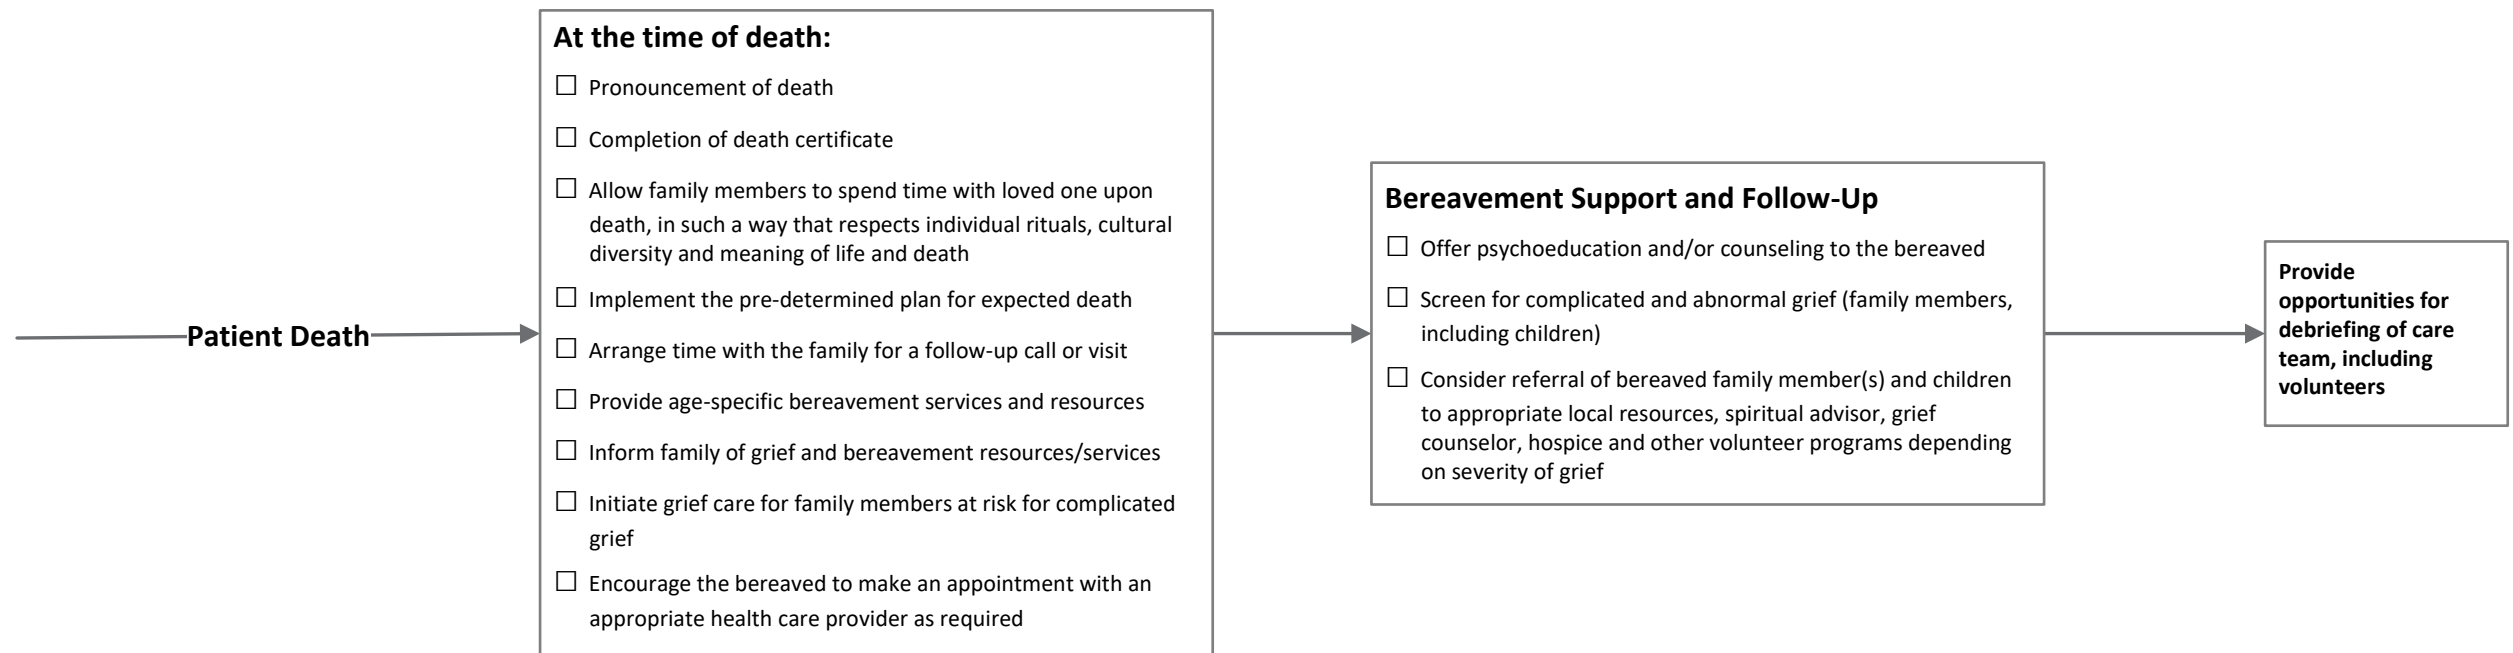 Patient Death
At the time of death:
☐ Pronouncement of death
☐ Completion of death certificate
☐ Allow family members to spend time with loved one upon
death, in such a way that respects individual rituals, cultural
diversity and meaning of life and death
☐ Implement the pre-determined plan for expected death
☐ Arrange time with the family for a follow-up call or visit
☐ Provide age-specific bereavement services and resources
☐ Inform family of grief and bereavement resources/services
☐ Initiate grief care for family members at risk for complicated
grief
☐ Encourage the bereaved to make an appointment with an
appropriate health care provider as required
Bereavement Support and Follow-Up
☐ Offer psychoeducation and/or counseling to the bereaved
☐ Screen for complicated and abnormal grief (family members,
including children)
☐ Consider referral of bereaved family member(s) and children
to appropriate local resources, spiritual advisor, grief
counselor, hospice and other volunteer programs depending
on severity of grief
Provide
opportunities for
debriefing of care
team, including
volunteers